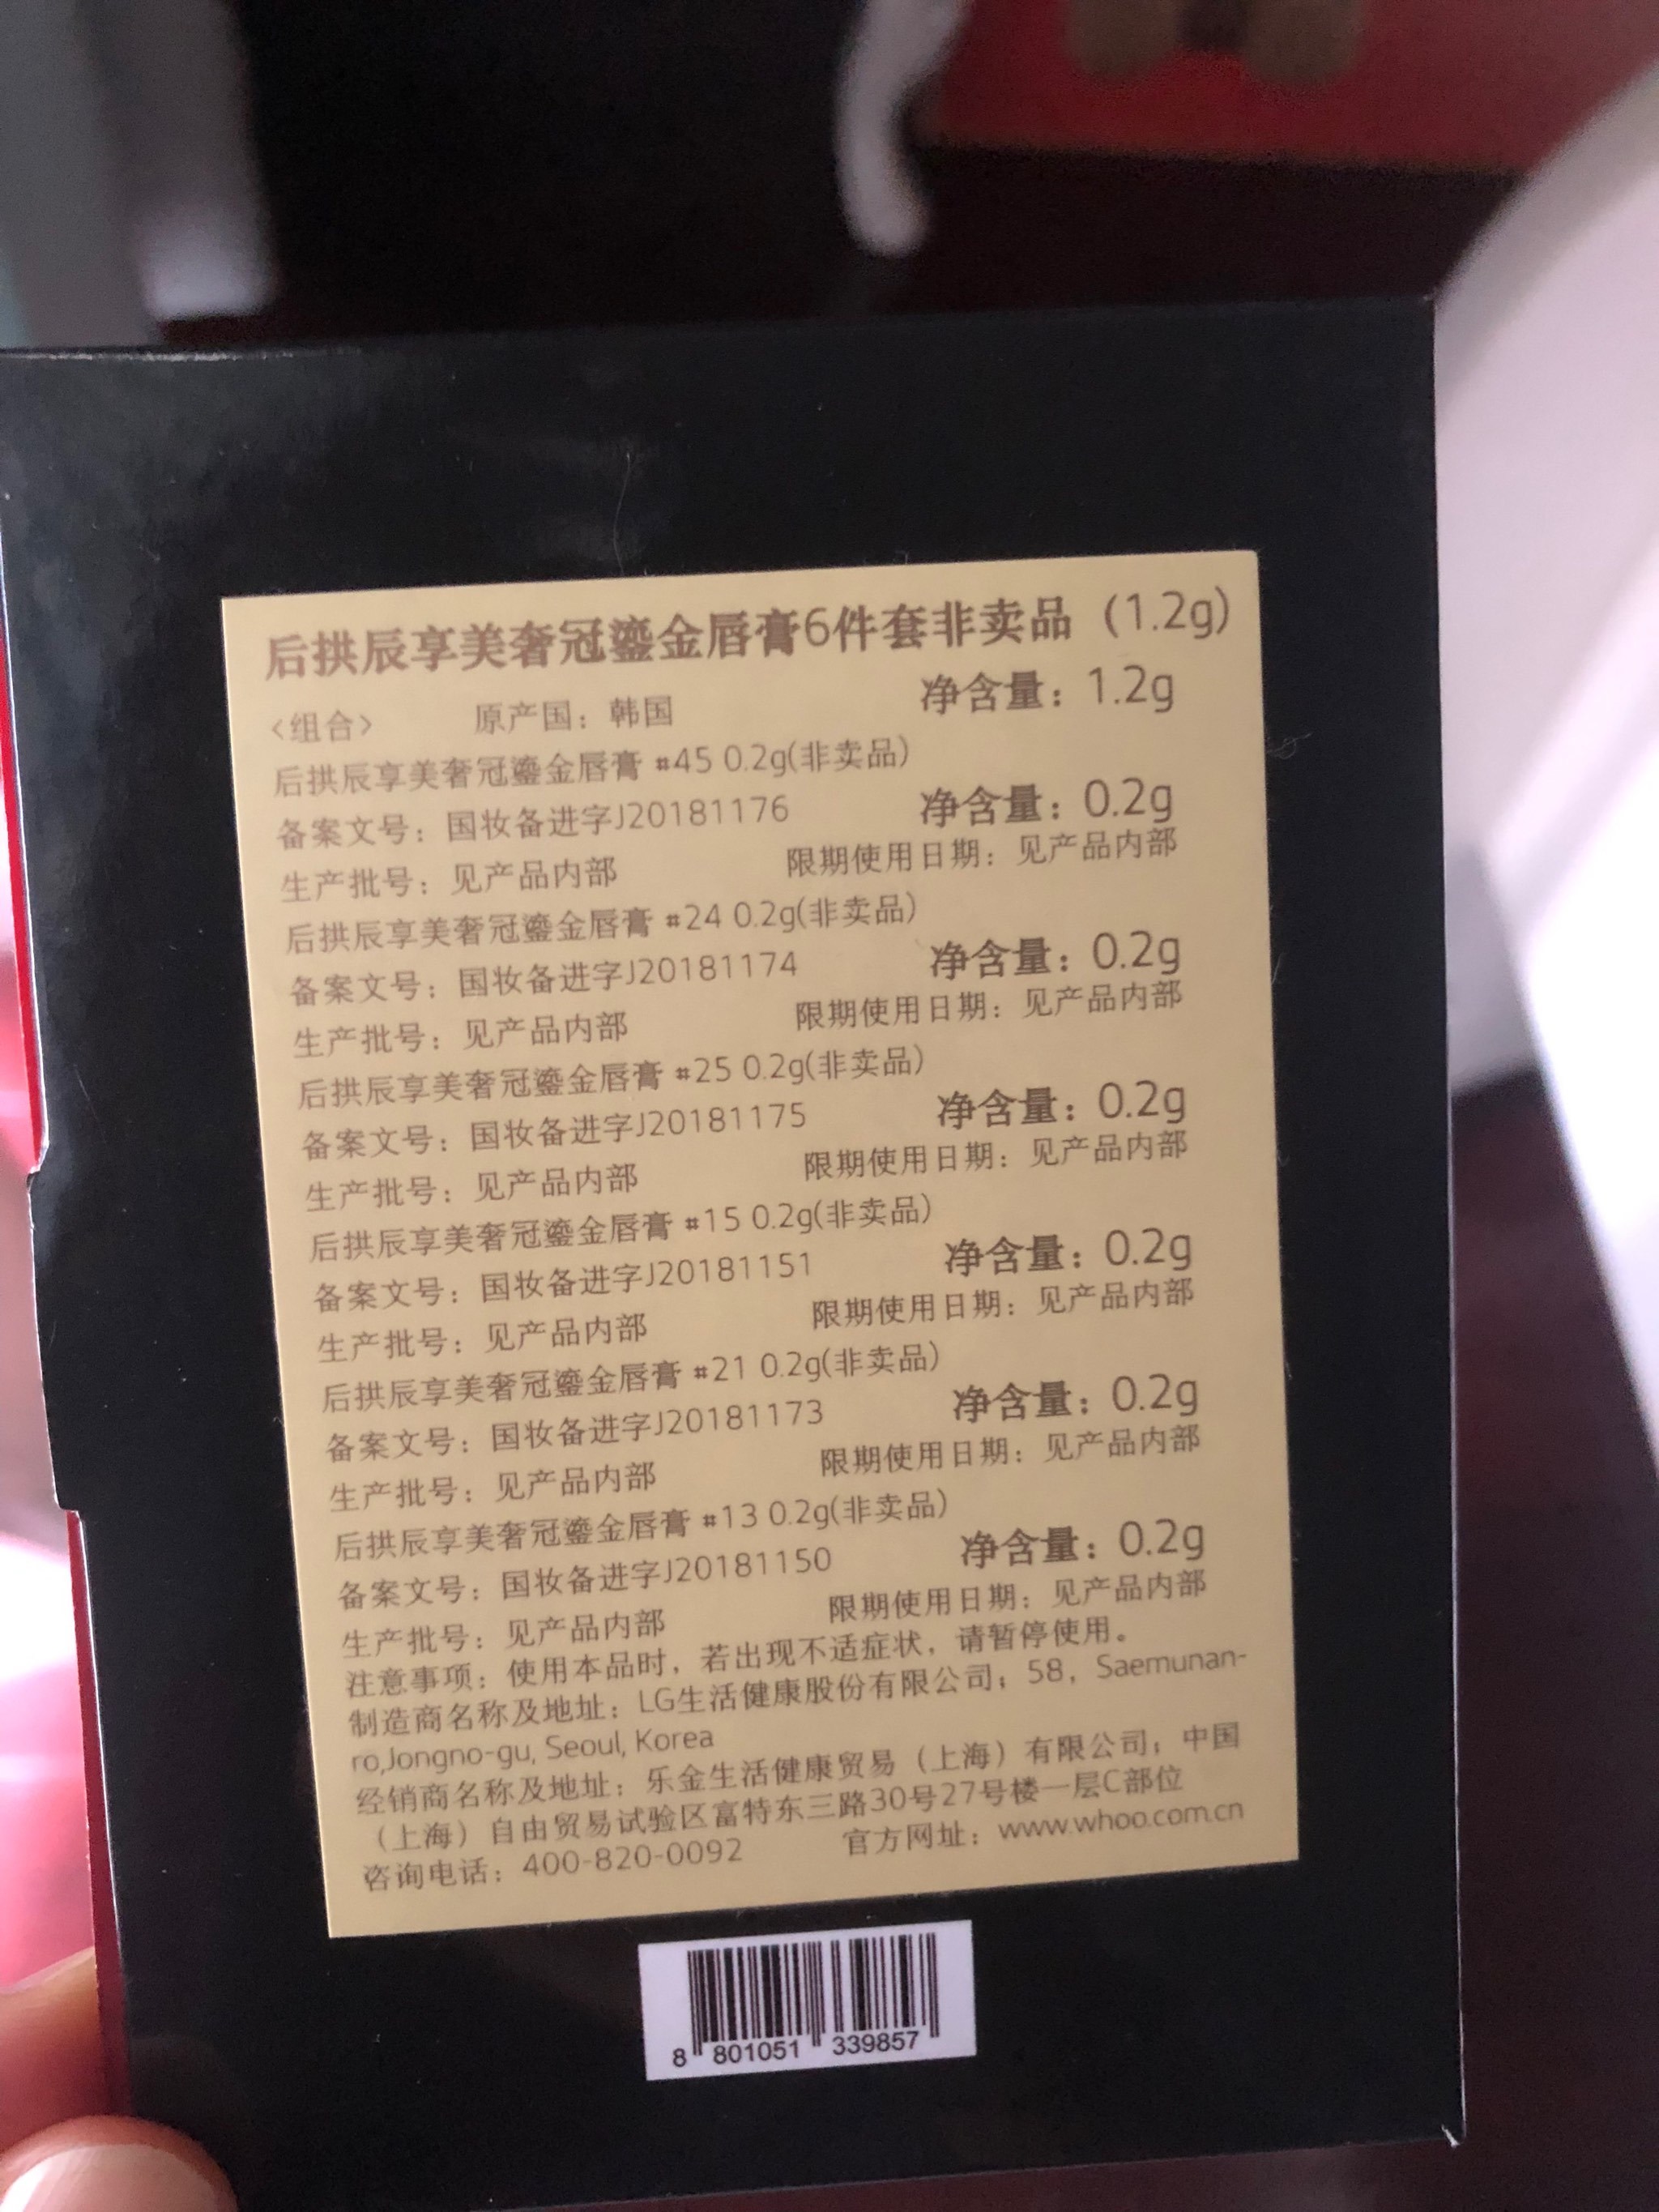 后拱辰享美奢冠鎏金唇膏6件套非卖品（1.2g）
<组合> 原产国：韩国 净含量：1.2g
后拱辰享美奢冠鎏金唇膏 #45 0.2g(非卖品)
备案文号：国妆备进字J20181176 净含量：0.2g
生产批号：见产品内部 限期使用日期：见产品内部
后拱辰享美奢冠鎏金唇膏 #24 0.2g(非卖品)
备案文号：国妆备进字J20181174 净含量：0.2g
生产批号：见产品内部 限期使用日期：见产品内部
后拱辰享美奢冠鎏金唇膏 #25 0.2g(非卖品)
备案文号：国妆备进字J20181175 净含量：0.2g
生产批号：见产品内部 限期使用日期：见产品内部
后拱辰享美奢冠鎏金唇膏 #15 0.2g(非卖品)
备案文号：国妆备进字J20181151 净含量：0.2g
生产批号：见产品内部 限期使用日期：见产品内部
后拱辰享美奢冠鎏金唇膏 #21 0.2g(非卖品)
备案文号：国妆备进字J20181173 净含量：0.2g
生产批号：见产品内部 限期使用日期：见产品内部
后拱辰享美奢冠鎏金唇膏 #13 0.2g(非卖品)
备案文号：国妆备进字J20181150 净含量：0.2g
生产批号：见产品内部 限期使用日期：见产品内部
注意事项：使用本品时，若出现不适症状，请暂停使用。
制造商名称及地址：LG生活健康股份有限公司；58，Saemunan-
ro,Jongno-gu, Seoul, Korea
经销商名称及地址：乐金生活健康贸易（上海）有限公司；中国
（上海）自由贸易试验区富特东三路30号27号楼一层C部位
咨询电话：400-820-0092 官方网址：www.whoo.com.cn
8 801051 339857